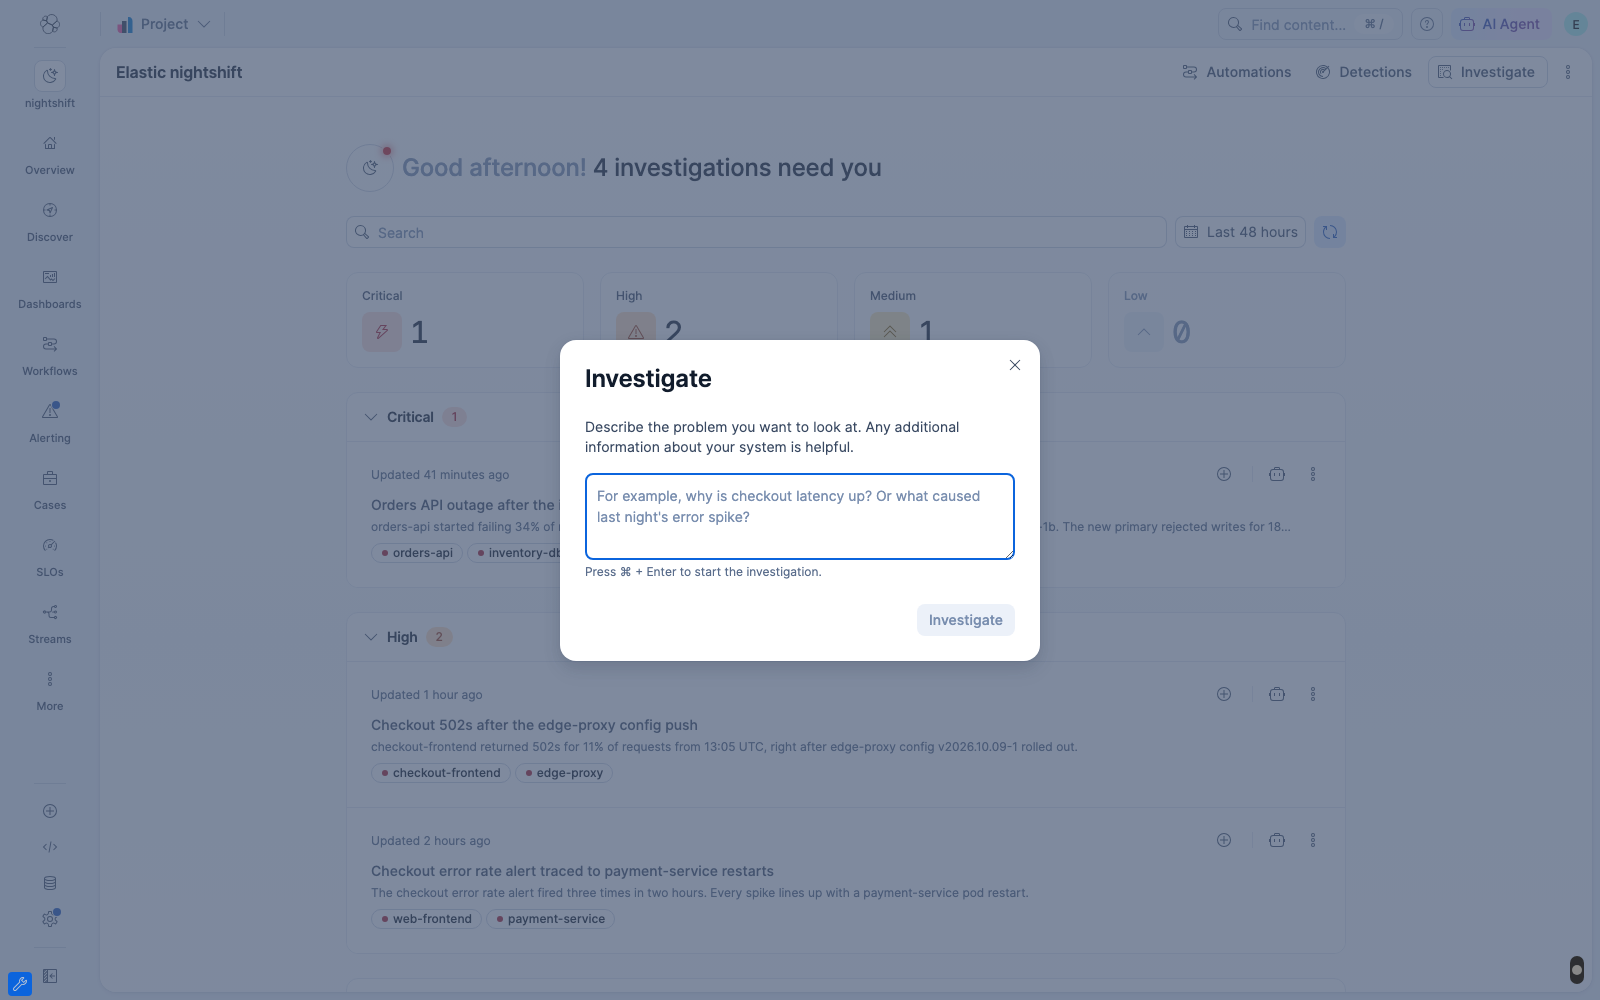 Project
Find content...
⌘ /
AI Agent
E
Elastic nightshift
Automations
Detections
Investigate
nightshift
Overview
Discover
Dashboards
Workflows
Alerting
Cases
SLOs
Streams
More
Good afternoon! 4 investigations need you
Search
Last 48 hours
Critical
1
High
2
Medium
1
Low
0
Critical 1
Updated 41 minutes ago
Orders API outage after the
orders-api started failing 34% of
-1b. The new primary rejected writes for 18...
orders-api
inventory-db
Investigate
Describe the problem you want to look at. Any additional
information about your system is helpful.
For example, why is checkout latency up? Or what caused
last night's error spike?
Press ⌘ + Enter to start the investigation.
Investigate
High 2
Updated 1 hour ago
Checkout 502s after the edge-proxy config push
checkout-frontend returned 502s for 11% of requests from 13:05 UTC, right after edge-proxy config v2026.10.09-1 rolled out.
checkout-frontend
edge-proxy
Updated 2 hours ago
Checkout error rate alert traced to payment-service restarts
The checkout error rate alert fired three times in two hours. Every spike lines up with a payment-service pod restart.
web-frontend
payment-service